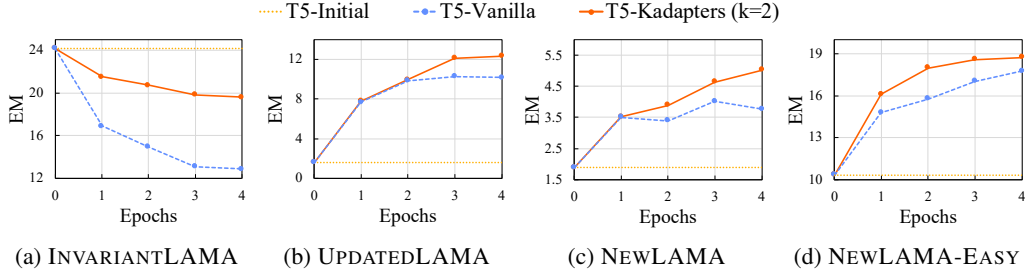 T5-Initial T5-Vanilla T5-Kadapters (k=2)
24
20
16
12
EM
0 1 2 3 4
Epochs
(a) INVARIANTLAMA
16
12
8
4
0
EM
0 1 2 3 4
Epochs
(b) UPDATEDLAMA
5.5
4.5
3.5
2.5
1.5
EM
0 1 2 3 4
Epochs
(c) NEWLAMA
19
16
13
10
EM
0 1 2 3 4
Epochs
(d) NEWLAMA-EASY